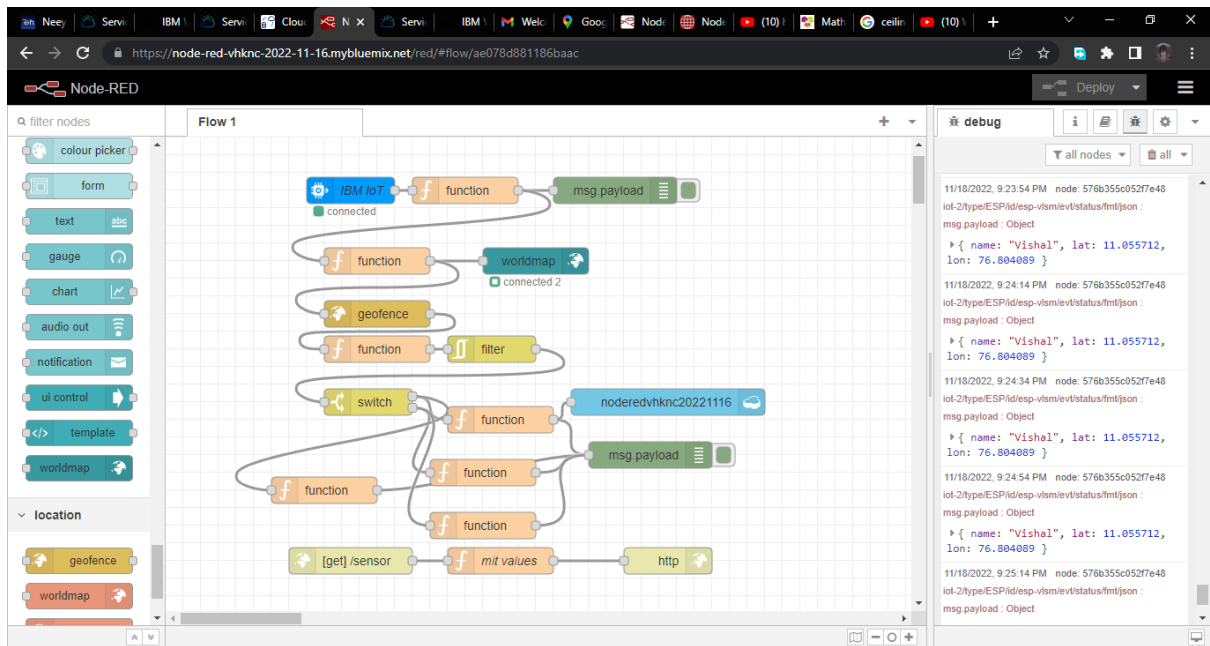 Neey
Servi
IBM
Servi
Clou
N
Servi
IBM \
Welc
Goog
Node
Node
(10)
Math
ceilin
(10)
https://node-red-vhknc-2022-11-16.mybluemix.net/red/#flow/ae078d881186baac
Node-RED
Deploy
filter nodes
Flow 1
debug
all nodes
all
colour picker
form
text
abc
gauge
chart
audio out
notification
ui control
template
worldmap
location
geofence
worldmap
IBM IoT
connected
function
msg.payload
function
worldmap
connected 2
geofence
function
filter
switch
noderedvhknc20221116
function
msg.payload
function
function
function
[get] /sensor
mit values
http
11/18/2022, 9:23:54 PM node: 576b355c052f7e48
iot-2/type/ESP/id/esp-vlsm/evt/status/fmt/json :
msg.payload : Object
{ name: "Vishal", lat: 11.055712,
lon: 76.804089 }
11/18/2022, 9:24:14 PM node: 576b355c052f7e48
iot-2/type/ESP/id/esp-vlsm/evt/status/fmt/json :
msg.payload : Object
{ name: "Vishal", lat: 11.055712,
lon: 76.804089 }
11/18/2022, 9:24:34 PM node: 576b355c052f7e48
iot-2/type/ESP/id/esp-vlsm/evt/status/fmt/json :
msg.payload : Object
{ name: "Vishal", lat: 11.055712,
lon: 76.804089 }
11/18/2022, 9:24:54 PM node: 576b355c052f7e48
iot-2/type/ESP/id/esp-vlsm/evt/status/fmt/json :
msg.payload : Object
{ name: "Vishal", lat: 11.055712,
lon: 76.804089 }
11/18/2022, 9:25:14 PM node: 576b355c052f7e48
iot-2/type/ESP/id/esp-vlsm/evt/status/fmt/json :
msg.payload : Object